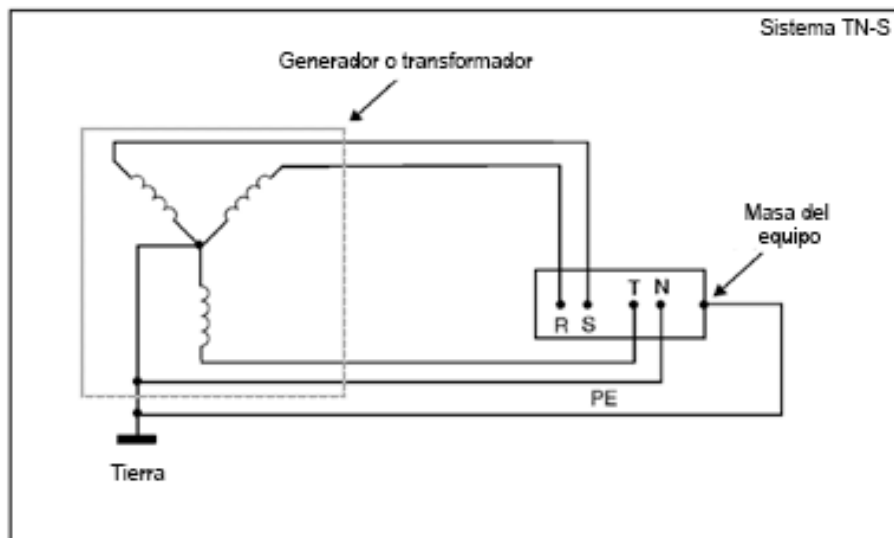 Sistema TN-S
Generador o transformador
Masa del
equipo
T N
R S
PE
Tierra